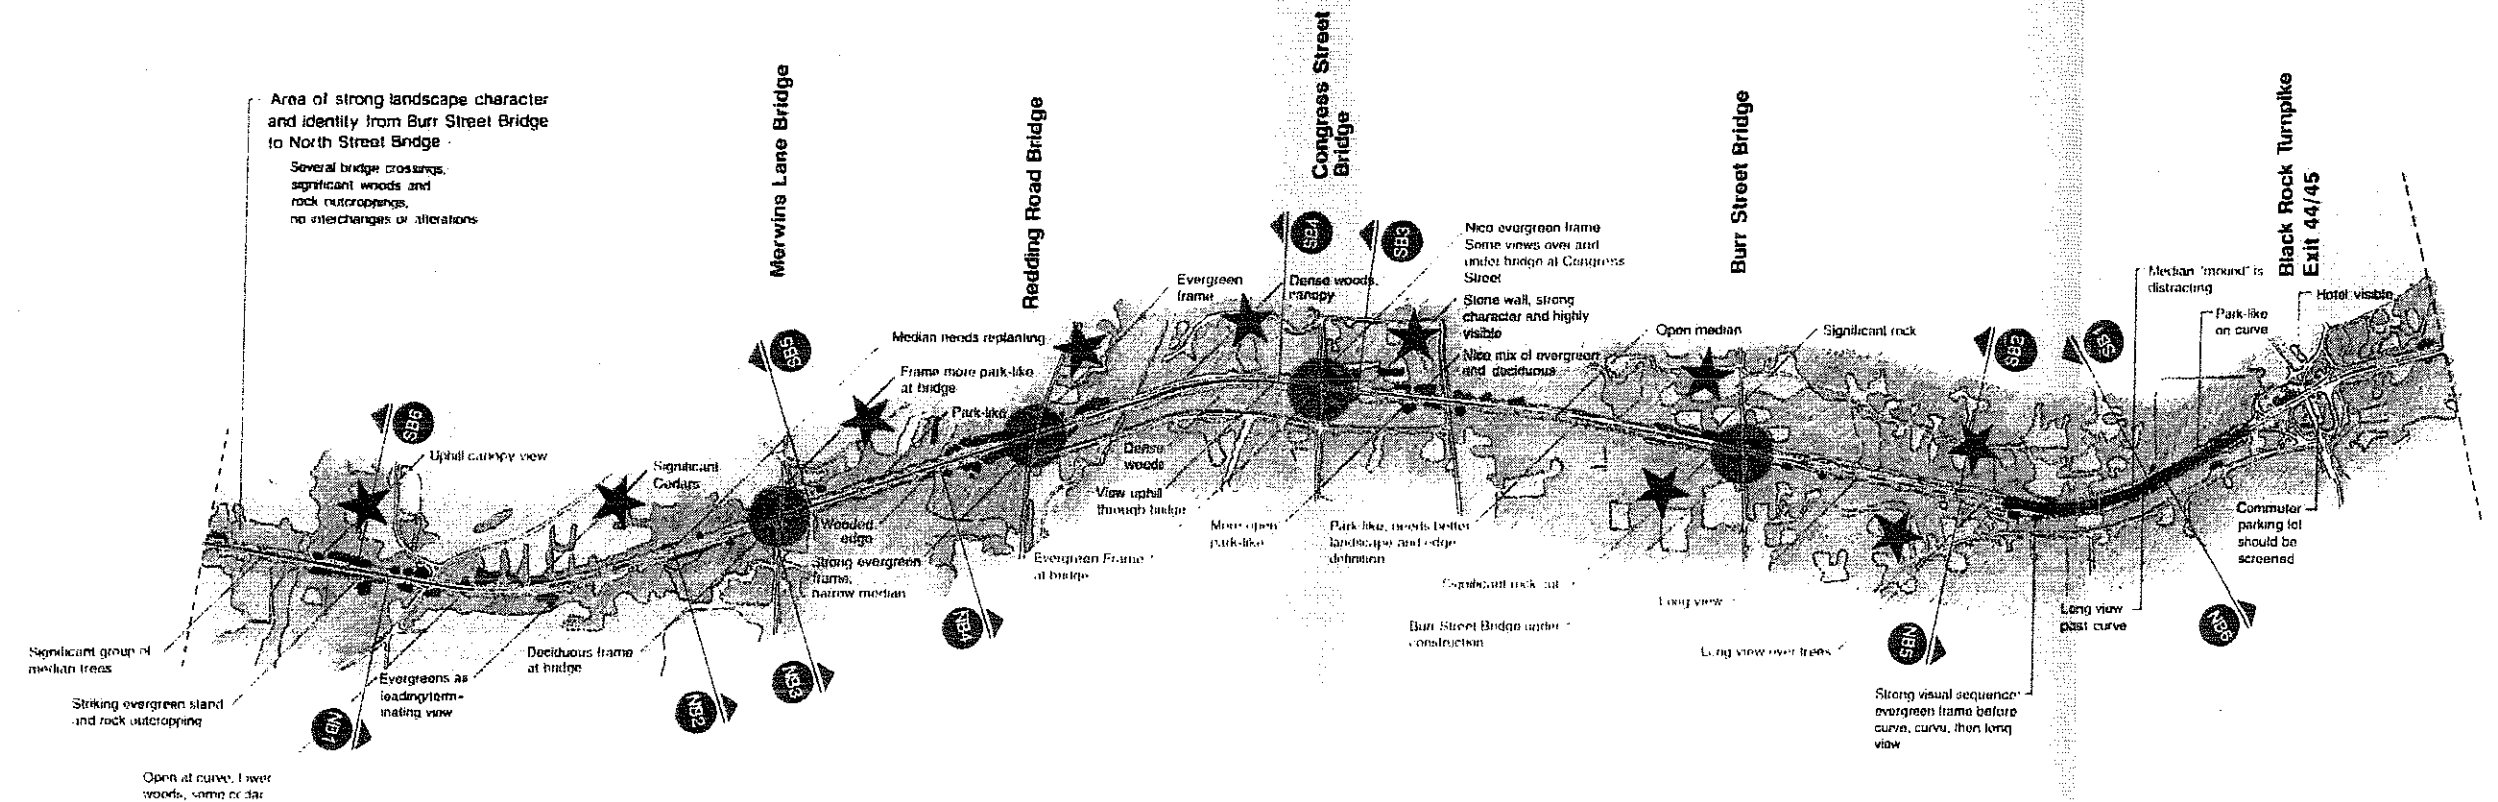 Area of strong landscape character
and identity from Burr Street Bridge
to North Street Bridge
Several bridge crossings,
significant woods and
rock outcroppings,
no interchanges or alterations
Merwins Lane Bridge
Redding Road Bridge
Congress Street
Bridge
Burr Street Bridge
Black Rock Turnpike
Exit 44/45
SB6
Uphill canopy view
Significant
Cedars
SB5
Median needs replanting
Frame more park-like
at bridge
Park-like
Evergreen
frame
SB4
Dense woods,
canopy
SB3
Nice evergreen frame
Some views over and
under bridge at Congress
Street
Stone wall, strong
character and highly
visible
Nice mix of evergreen
and deciduous
Open median
Significant rock
SB2
Median "mound" is
distracting
Park-like
on curve
Hotel visible
Wooded
edge
Strong evergreen
frame,
narrow median
Dense
woods
View uphill
through bridge
Evergreen Frame
at bridge
More open
park-like
Park-like, needs better
landscape and edge
definition
Significant rock cut
Burr Street Bridge under
construction
Long view
Long view over trees
NB5
Strong visual sequence:
evergreen frame before
curve, curve, then long
view
Long view
past curve
Commuter
parking lot
should be
screened
NB6
Significant group of
median trees
Striking evergreen stand
and rock outcropping
Open at curve, lower
woods, some cedar
NB1
Evergreens as
leading/term-
inating view
Deciduous frame
at bridge
NB2
NB3
NB4